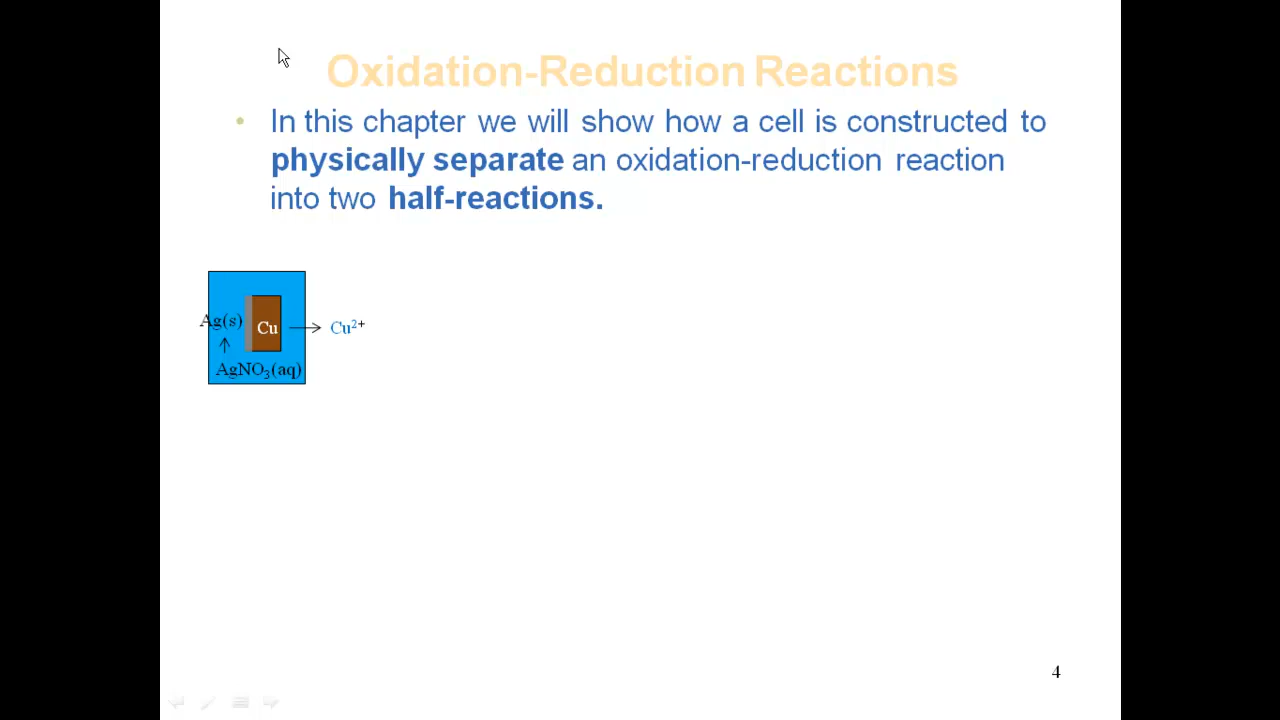 Oxidation-Reduction Reactions
• In this chapter we will show how a cell is constructed to
physically separate an oxidation-reduction reaction
into two half-reactions.
Ag(s) Cu → Cu²⁺
AgNO₃(aq)
4